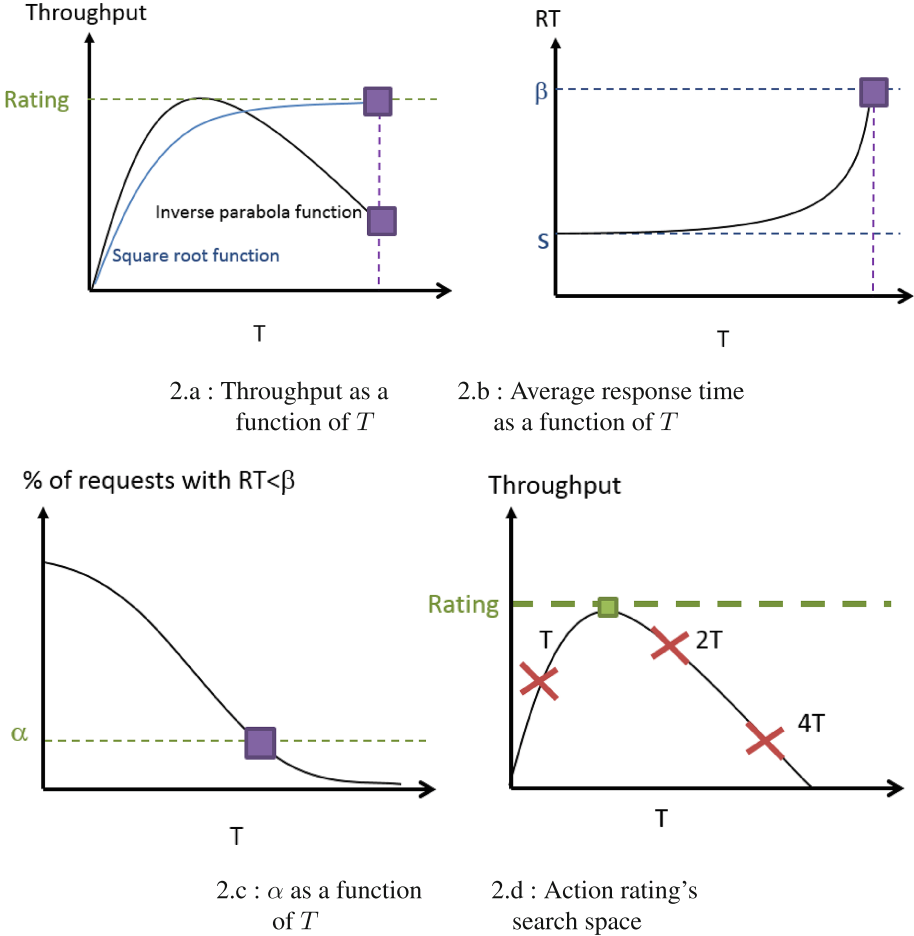 Throughput
Rating
Inverse parabola function
Square root function
T
2.a : Throughput as a
function of T
RT
β
s
T
2.b : Average response time
as a function of T
% of requests with RT<β
α
T
2.c : α as a function
of T
Throughput
Rating
T
2T
4T
T
2.d : Action rating's
search space